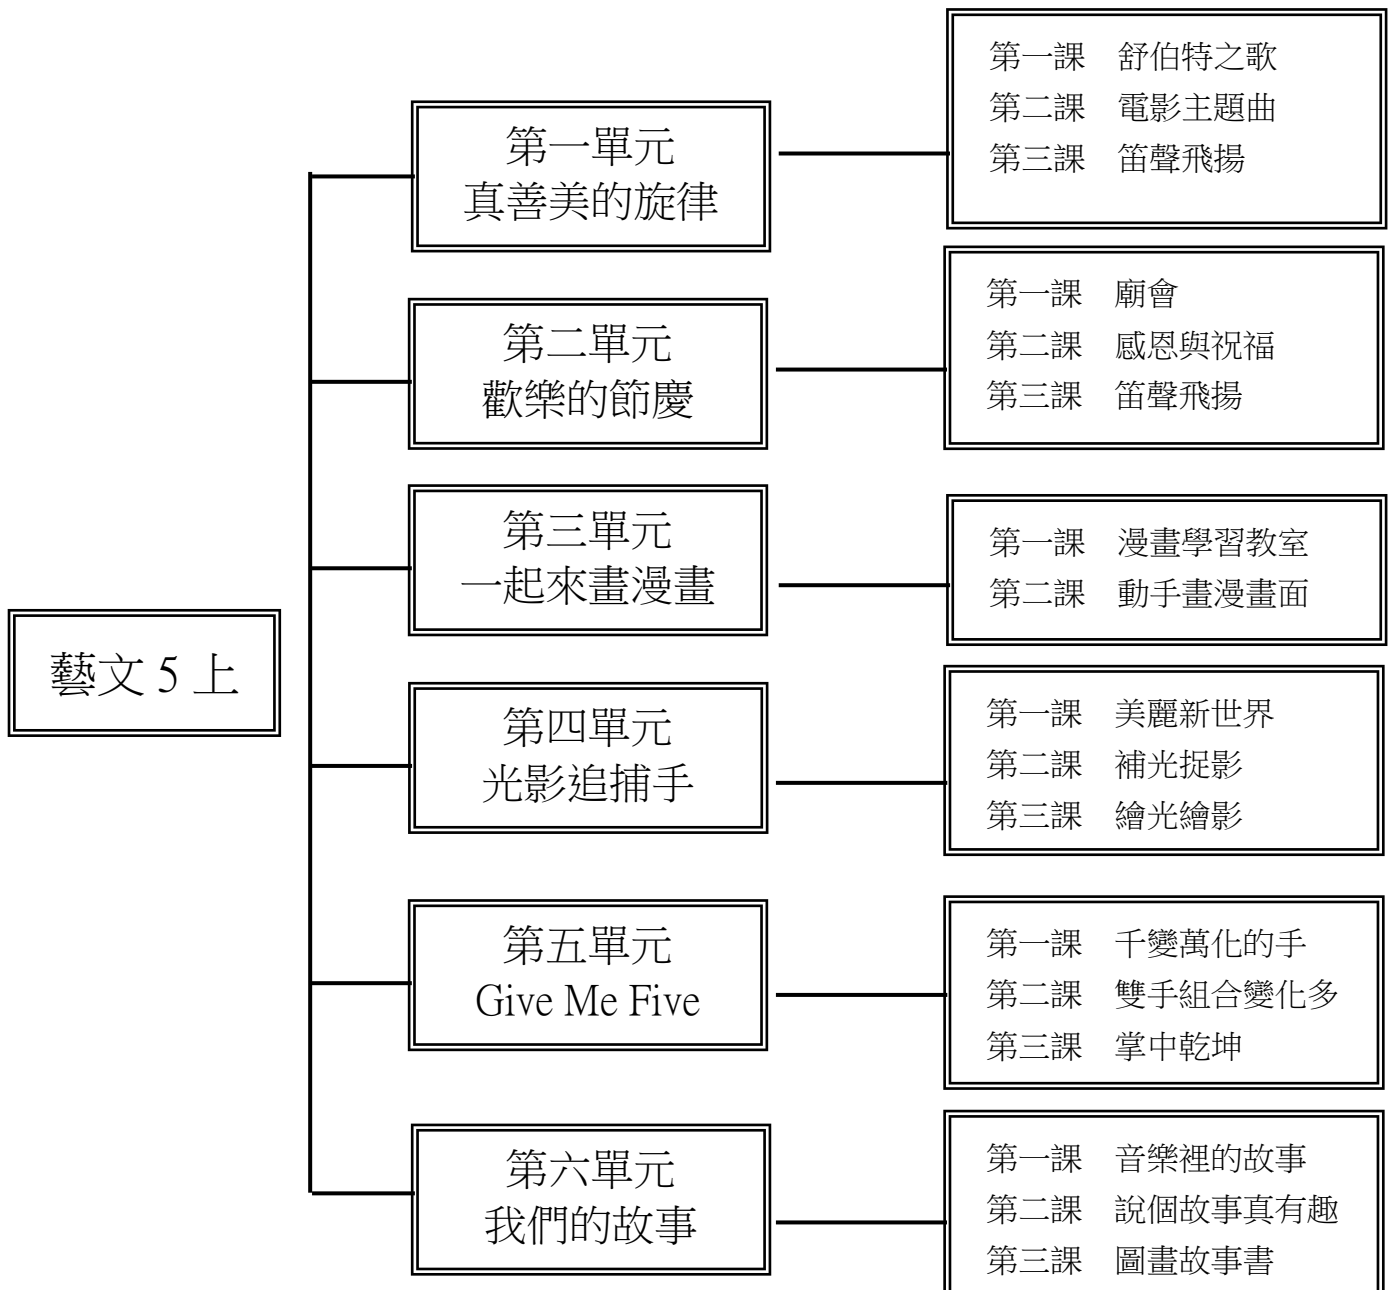 藝文 5 上
第一單元
真善美的旋律
第一課　舒伯特之歌
第二課　電影主題曲
第三課　笛聲飛揚
第二單元
歡樂的節慶
第一課　廟會
第二課　感恩與祝福
第三課　笛聲飛揚
第三單元
一起來畫漫畫
第一課　漫畫學習教室
第二課　動手畫漫畫面
第四單元
光影追捕手
第一課　美麗新世界
第二課　補光捉影
第三課　繪光繪影
第五單元
Give Me Five
第一課　千變萬化的手
第二課　雙手組合變化多
第三課　掌中乾坤
第六單元
我們的故事
第一課　音樂裡的故事
第二課　說個故事真有趣
第三課　圖畫故事書